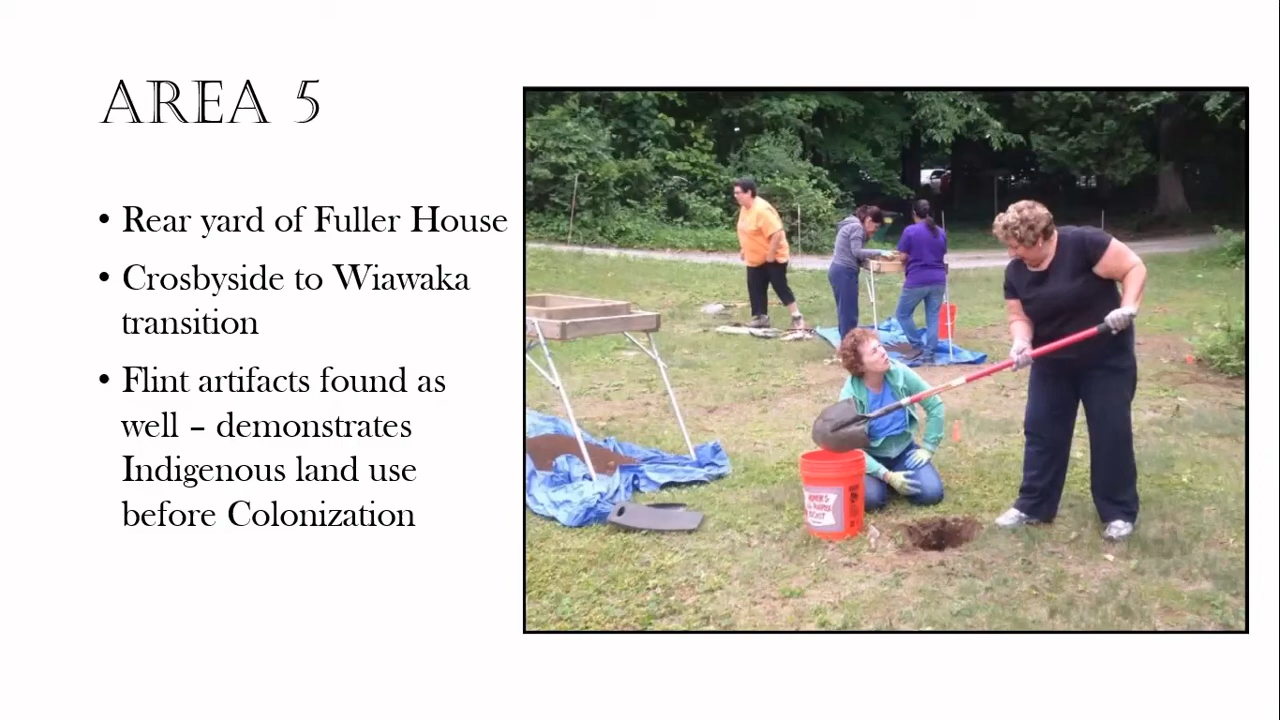 AREA 5
• Rear yard of Fuller House
• Crosbyside to Wiawaka
transition
• Flint artifacts found as
well – demonstrates
Indigenous land use
before Colonization